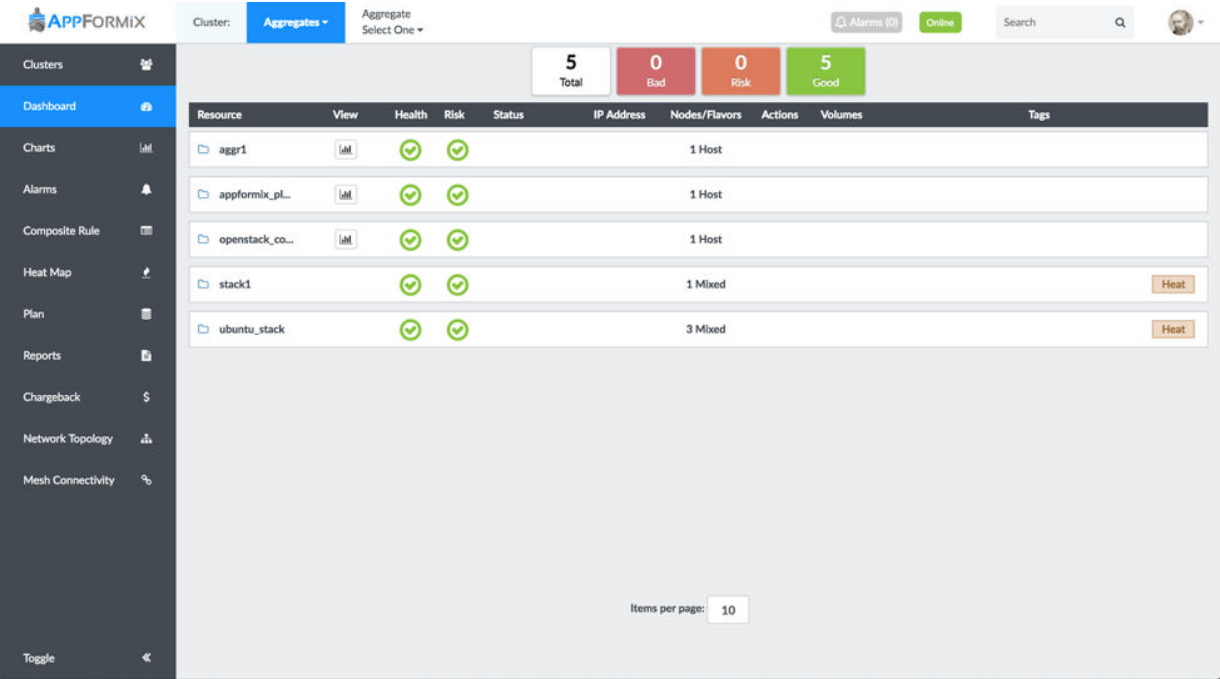 APPFORMIX
Cluster:
Aggregates
Aggregate
Select One
Alarms (0)
Online
Search
Clusters
Dashboard
Charts
Alarms
Composite Rule
Heat Map
Plan
Reports
Chargeback
$
Network Topology
Mesh Connectivity
Toggle
5
Total
0
Bad
0
Risk
5
Good
Resource View Health Risk Status IP Address Nodes/Flavors Actions Volumes Tags
aggr1 1 Host
appformix_pl... 1 Host
openstack_co... 1 Host
stack1 1 Mixed Heat
ubuntu_stack 3 Mixed Heat
Items per page: 10